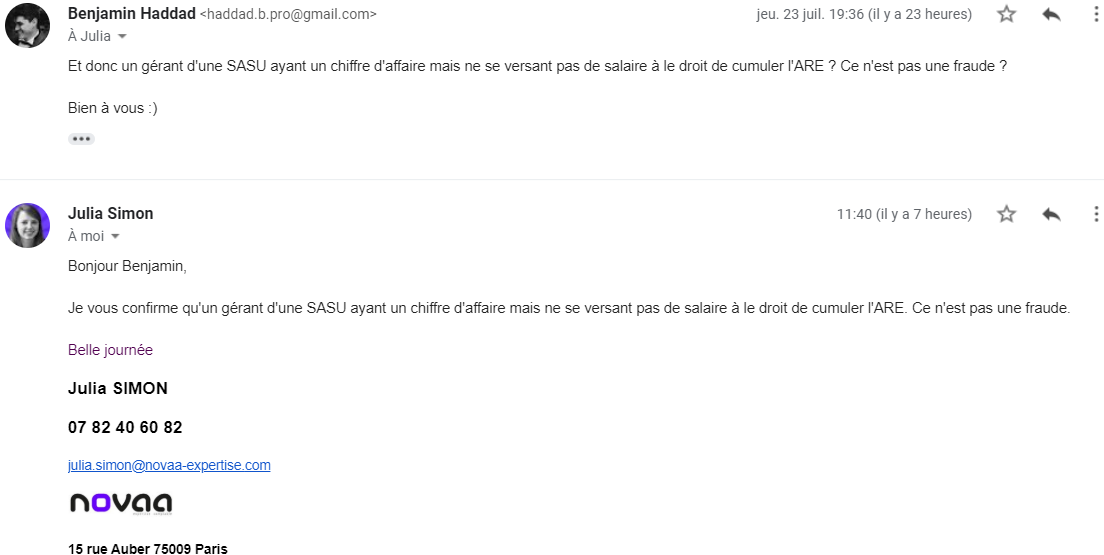 Benjamin Haddad <haddad.b.pro@gmail.com>
jeu. 23 juil. 19:36 (il y a 23 heures)
À Julia
Et donc un gérant d'une SASU ayant un chiffre d'affaire mais ne se versant pas de salaire à le droit de cumuler l'ARE ? Ce n'est pas une fraude ?
Bien à vous :)
Julia Simon
11:40 (il y a 7 heures)
À moi
Bonjour Benjamin,
Je vous confirme qu'un gérant d'une SASU ayant un chiffre d'affaire mais ne se versant pas de salaire à le droit de cumuler l'ARE. Ce n'est pas une fraude.
Belle journée
Julia SIMON
07 82 40 60 82
julia.simon@novaa-expertise.com
novaa
15 rue Auber 75009 Paris